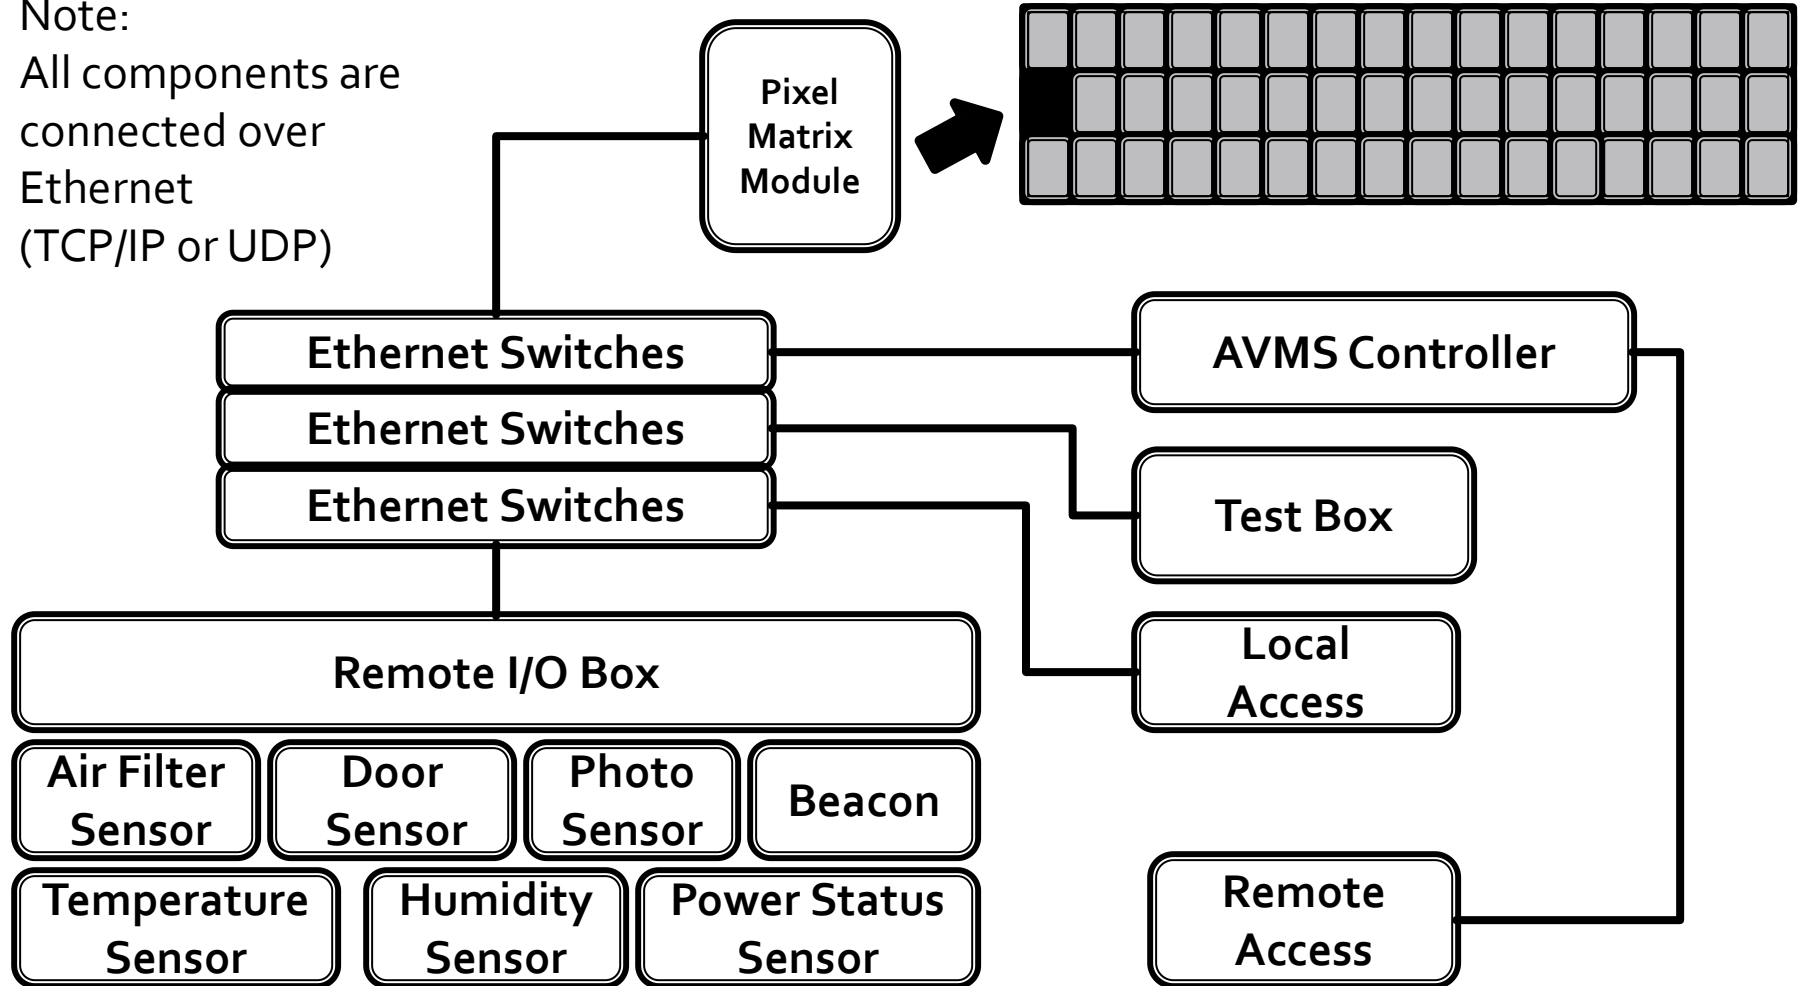 Note:
All components are
connected over
Ethernet
(TCP/IP or UDP)
Pixel
Matrix
Module
Ethernet Switches
AVMS Controller
Ethernet Switches
Ethernet Switches
Test Box
Remote I/O Box
Local
Access
Air Filter
Sensor
Door
Sensor
Photo
Sensor
Beacon
Temperature
Sensor
Humidity
Sensor
Power Status
Sensor
Remote
Access